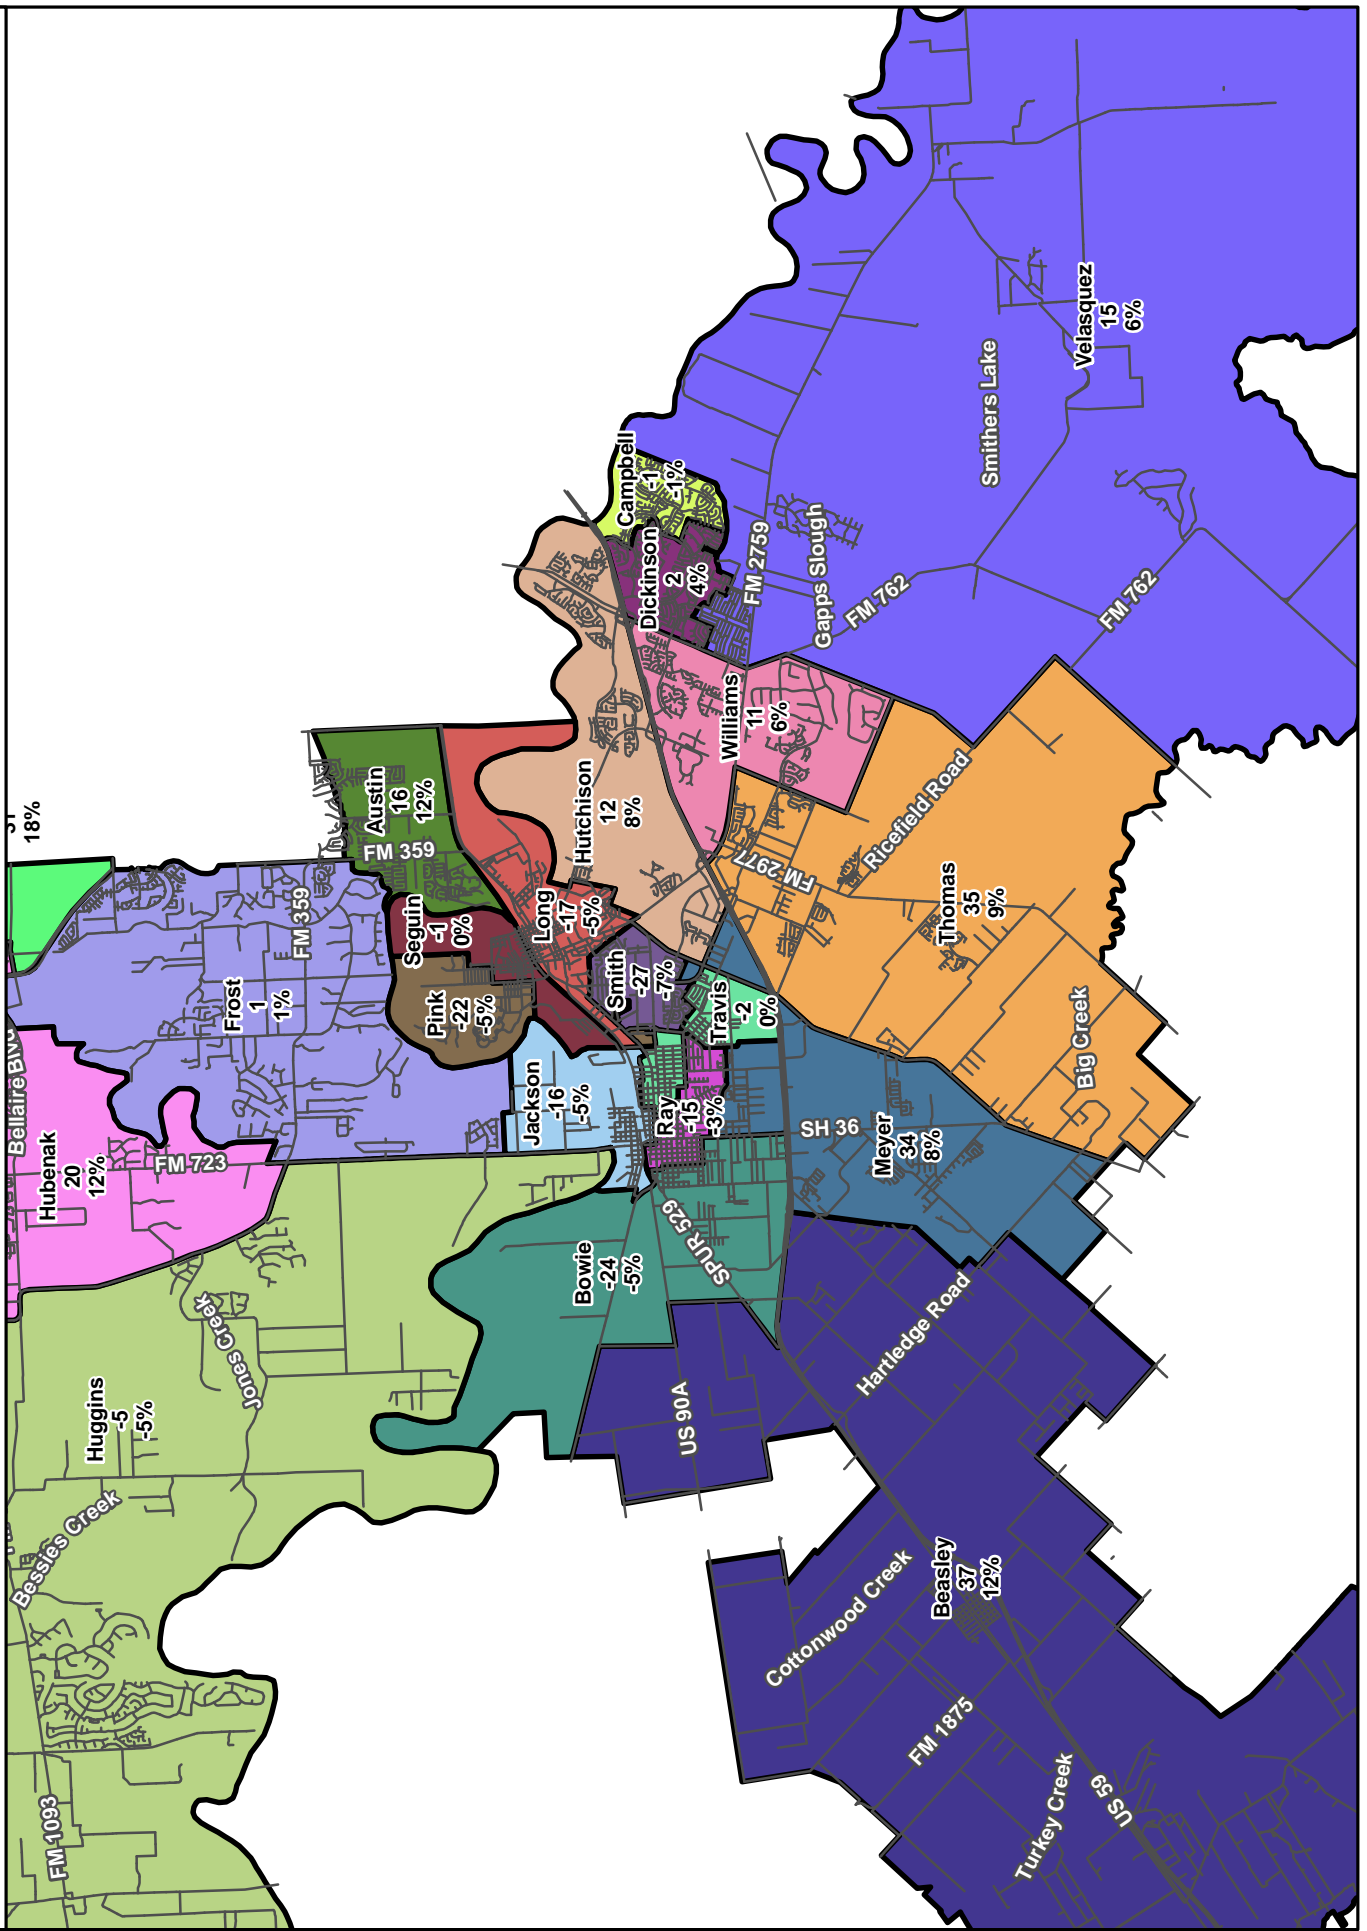 18%
Bellaire Blvd
Hubenak
20
12%
FM 723
Huggins
-5
-5%
Jones Creek
Bessies Creek
FM 1093
Frost
1
1%
FM 359
Austin
16
12%
FM 359
Seguin
-1
0%
Pink
-22
-5%
Long
-17
-5%
Hutchison
12
8%
Smith
-27
-7%
Travis
-2
0%
Jackson
-16
-5%
Ray
-15
-3%
Bowie
-24
-5%
SPUR 529
US 90A
Campbell
-1
-1%
Dickinson
2
4%
Williams
11
6%
FM 2759
Gapps Slough
FM 762
FM 762
Smithers Lake
Velasquez
15
6%
FM 2977
Ricefield Road
Thomas
35
9%
Big Creek
SH 36
Meyer
34
8%
Hartledge Road
Cottonwood Creek
Beasley
37
12%
FM 1875
Turkey Creek
US 59